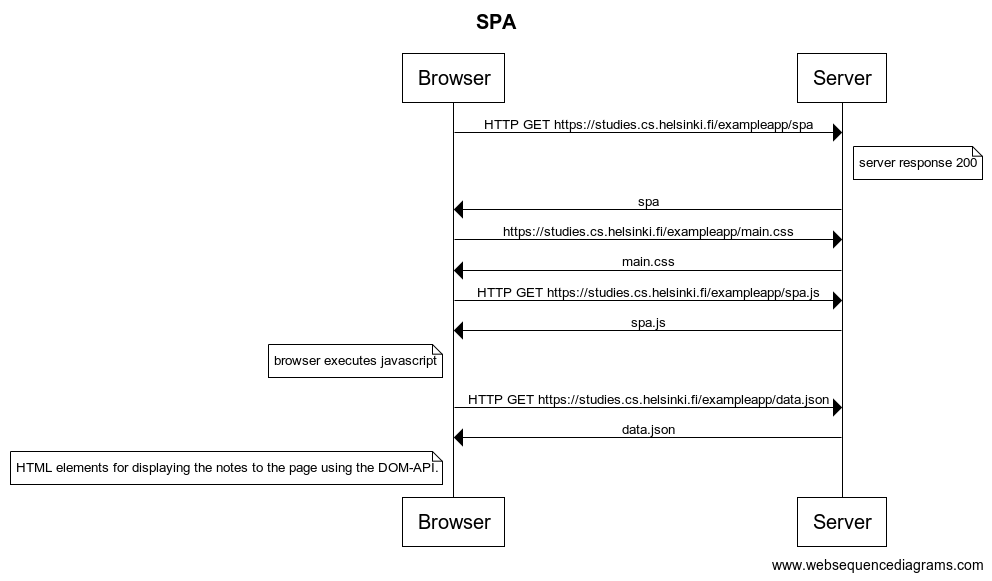 SPA
Browser
Server
HTTP GET https://studies.cs.helsinki.fi/exampleapp/spa
server response 200
spa
https://studies.cs.helsinki.fi/exampleapp/main.css
main.css
HTTP GET https://studies.cs.helsinki.fi/exampleapp/spa.js
spa.js
browser executes javascript
HTTP GET https://studies.cs.helsinki.fi/exampleapp/data.json
data.json
HTML elements for displaying the notes to the page using the DOM-API.
Browser
Server
www.websequencediagrams.com